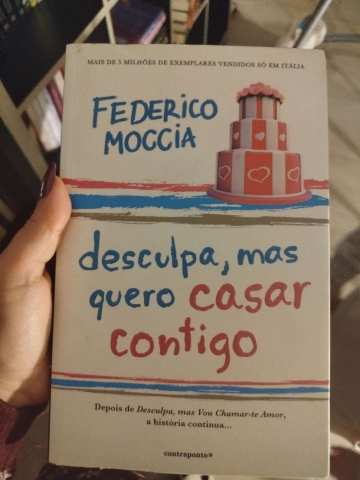 MAIS DE 3 MILHÕES DE EXEMPLARES VENDIDOS SÓ EM ITÁLIA
FEDERICO
MOCCIA
desculpa, mas
quero casar
contigo
Depois de Desculpa, mas Vou Chamar-te Amor,
a história continua...
contraponto